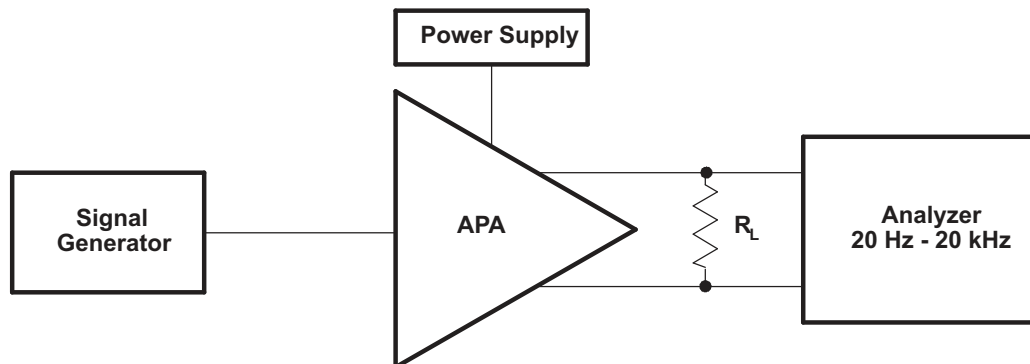 Power Supply
Signal
Generator
APA
RL
Analyzer
20 Hz - 20 kHz